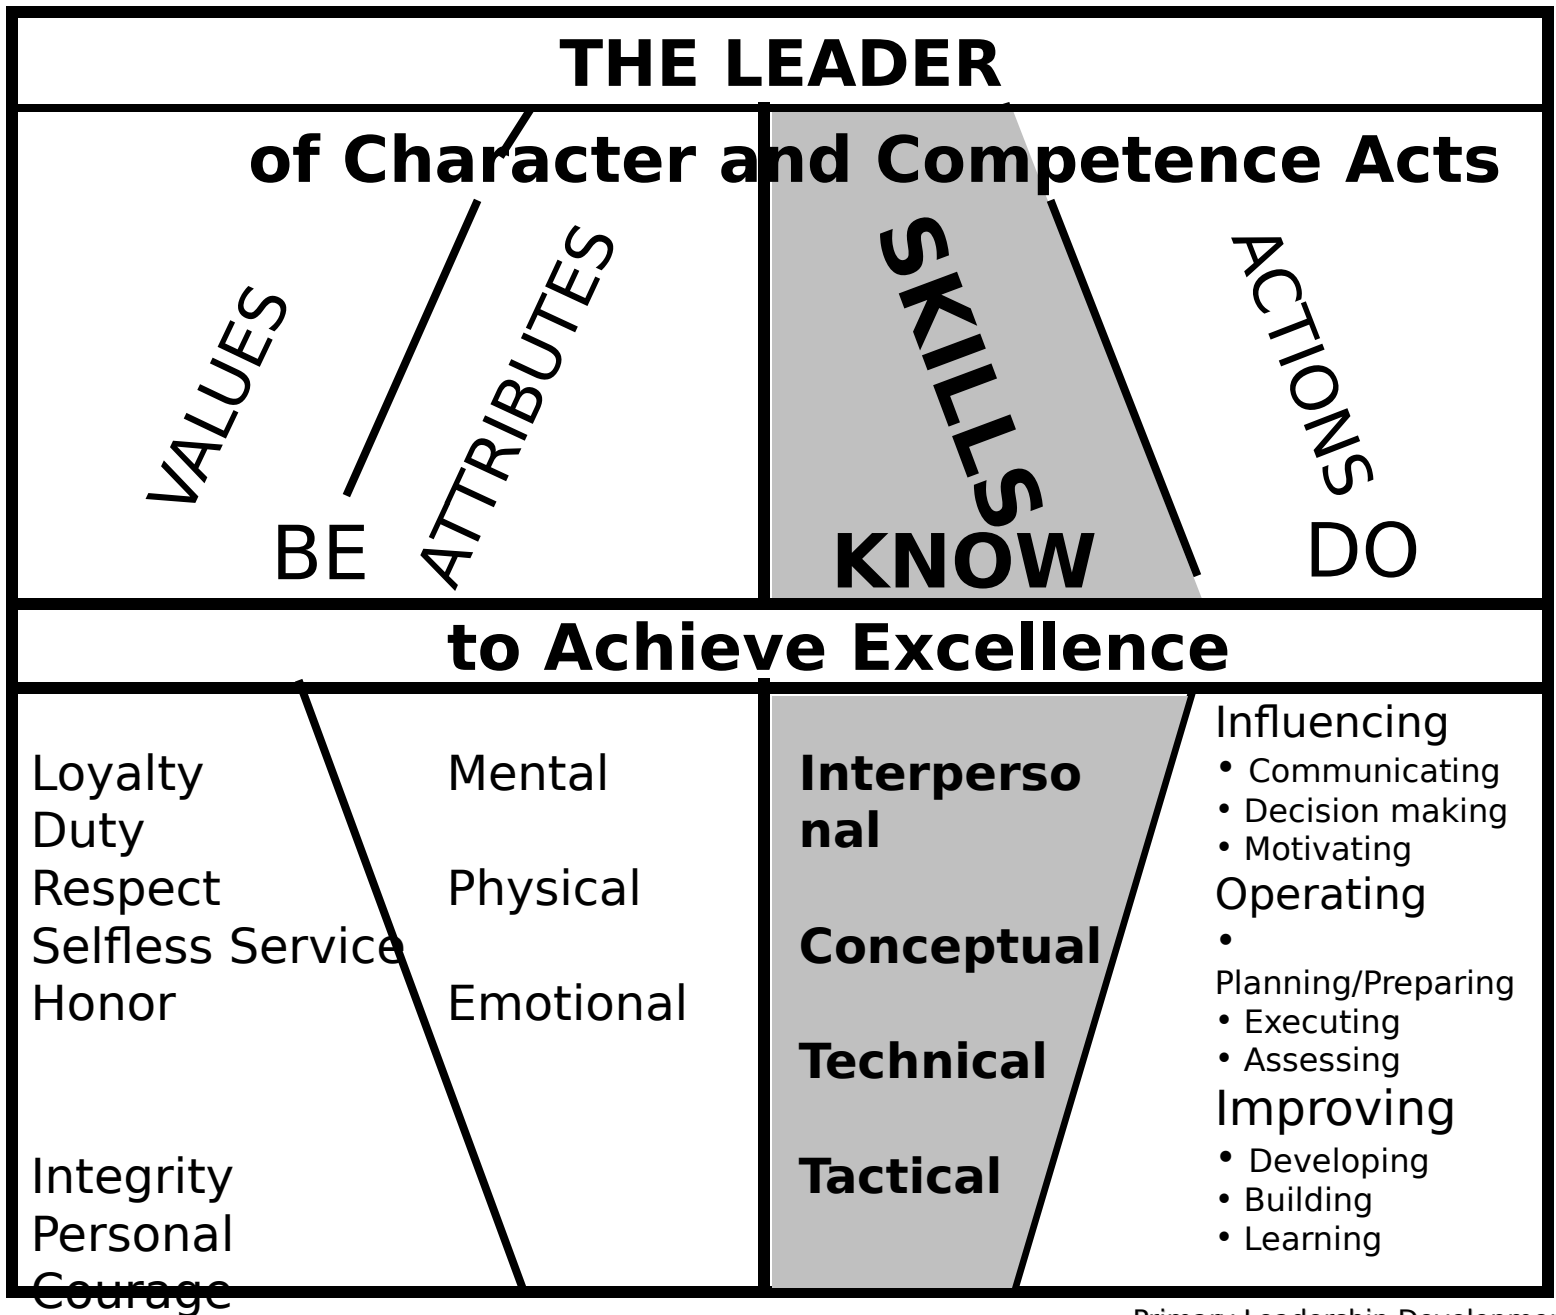 THE LEADER
of Character and Competence Acts
VALUES
ATTRIBUTES
SKILLS
ACTIONS
BE
KNOW
DO
to Achieve Excellence
Loyalty
Duty
Respect
Selfless Service
Honor
Integrity
Personal
Courage
Mental
Physical
Emotional
Interperso
nal
Conceptual
Technical
Tactical
Influencing
• Communicating
• Decision making
• Motivating
Operating
•
Planning/Preparing
• Executing
• Assessing
Improving
• Developing
• Building
• Learning
Primary Leadership